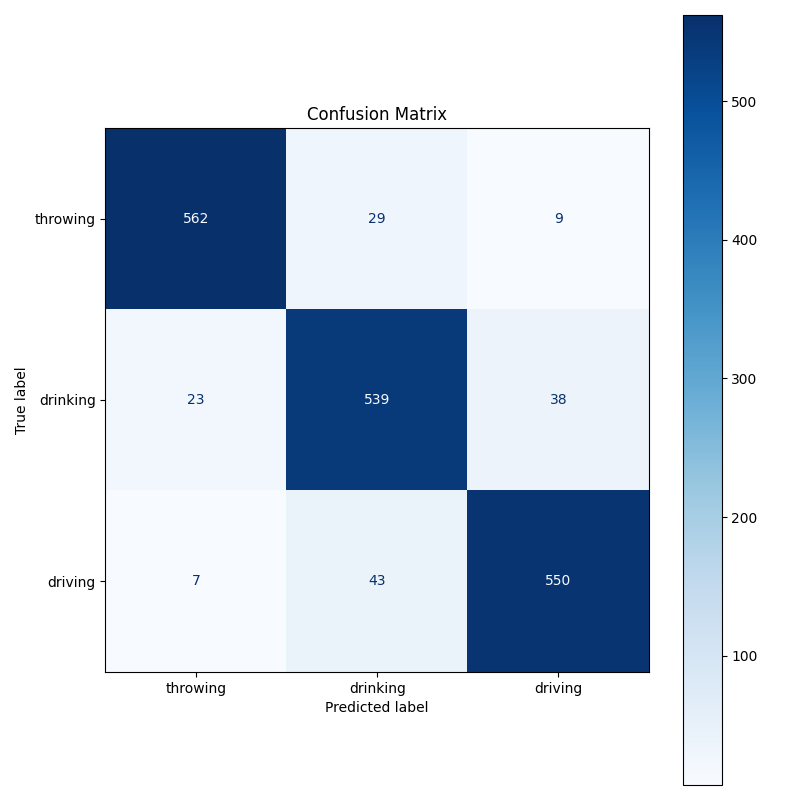 Confusion Matrix
throwing 562 29 9
drinking 23 539 38
driving 7 43 550
throwing drinking driving
Predicted label
True label
500
400
300
200
100